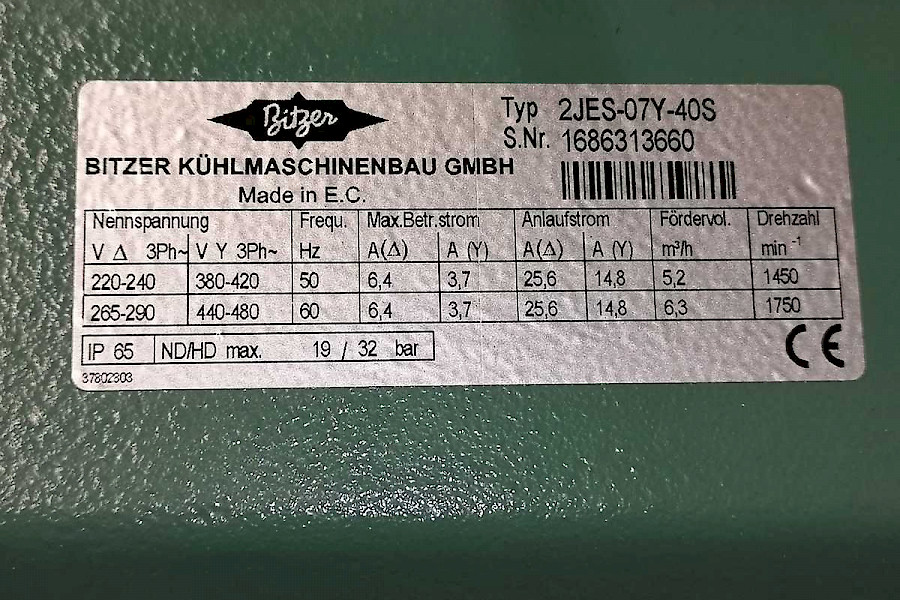 Bitzer
Typ 2JES-07Y-40S
S.Nr. 1686313660
BITZER KÜHLMASCHINENBAU GMBH
Made in E.C.
Nennspannung Frequ. Max.Betr.strom Anlaufstrom Fördervol. Drehzahl
V Δ 3Ph~ V Y 3Ph~ Hz A(Δ) A (Y) A(Δ) A (Y) m³/h min⁻¹
220-240 380-420 50 6,4 3,7 25,6 14,8 5,2 1450
265-290 440-480 60 6,4 3,7 25,6 14,8 6,3 1750
IP 65 ND/HD max. 19 / 32 bar
CE
37802303